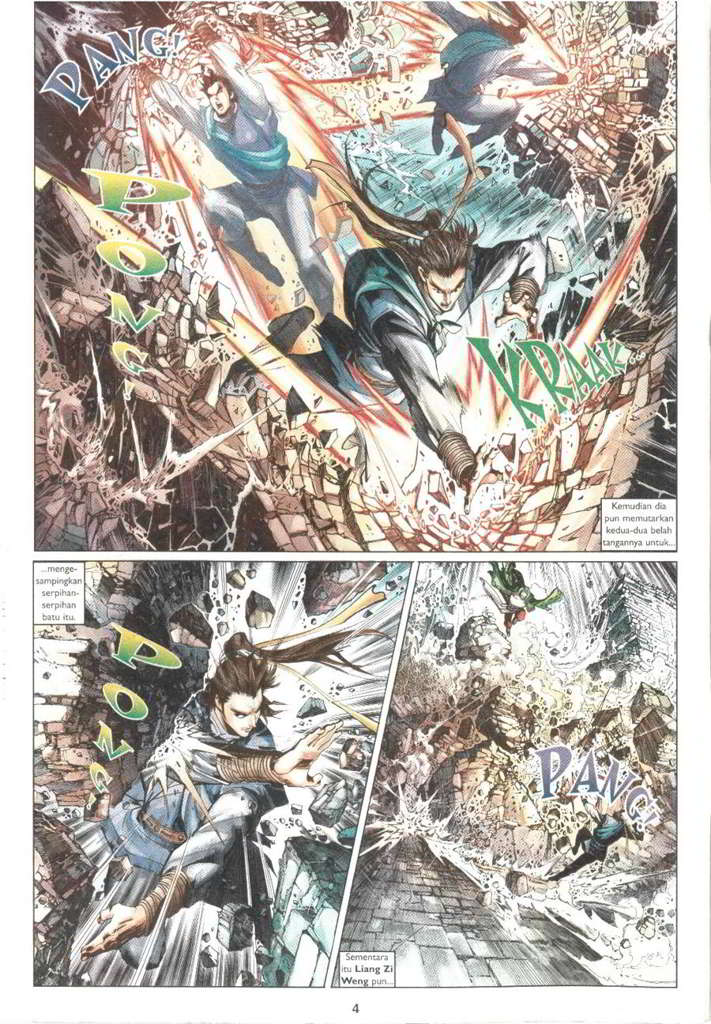 PANG!
PONG!
KRAAK
Kemudian dia
pun memutarkan
kedua-dua belah
tangannya untuk...
...menge-
sampingkan
serpihan-
serpihan
batu itu.
PONG!
PANG!
Sementara
itu Liang Zi
Weng pun...
4